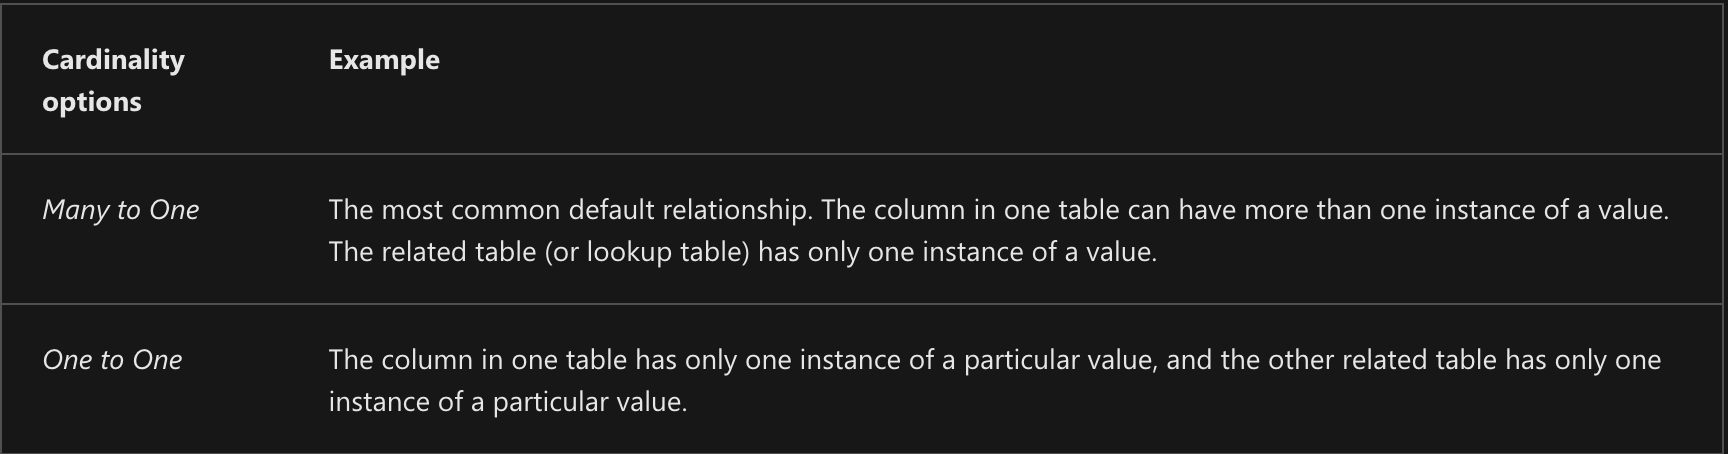 Cardinality
options
Example
Many to One
The most common default relationship. The column in one table can have more than one instance of a value.
The related table (or lookup table) has only one instance of a value.
One to One
The column in one table has only one instance of a particular value, and the other related table has only one
instance of a particular value.